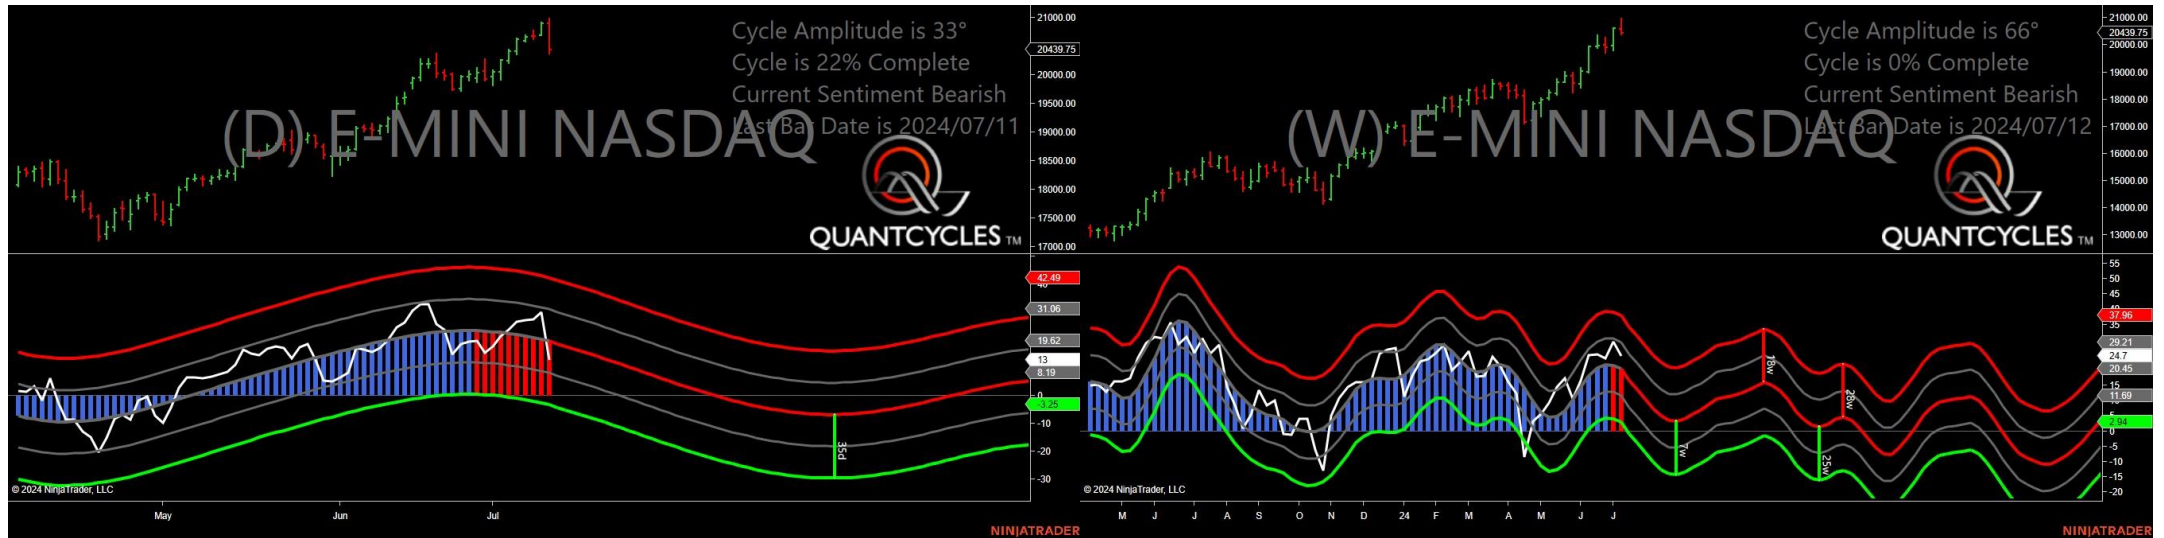 Cycle Amplitude is 33°
Cycle is 22% Complete
Current Sentiment Bearish
Last Bar Date is 2024/07/11
(D) E-MINI NASDAQ
QUANTCYCLES TM
21000.00
20439.75
20000.00
19500.00
19000.00
18500.00
18000.00
17500.00
17000.00
42.49
40
31.06
19.62
13
8.19
0
-3.25
-10
-20
-30
35d
© 2024 NinjaTrader, LLC
May Jun Jul
NINJATRADER
Cycle Amplitude is 66°
Cycle is 0% Complete
Current Sentiment Bearish
Last Bar Date is 2024/07/12
(W) E-MINI NASDAQ
QUANTCYCLES TM
21000.00
20439.75
20000.00
19000.00
18000.00
17000.00
16000.00
15000.00
14000.00
13000.00
55
50
45
37.96
35
29.21
24.7
20.45
15
11.69
2.94
0
-5
-10
-15
-20
18w
28w
7w
25w
© 2024 NinjaTrader, LLC
M J J A S O N D 24 F M A M J J
NINJATRADER